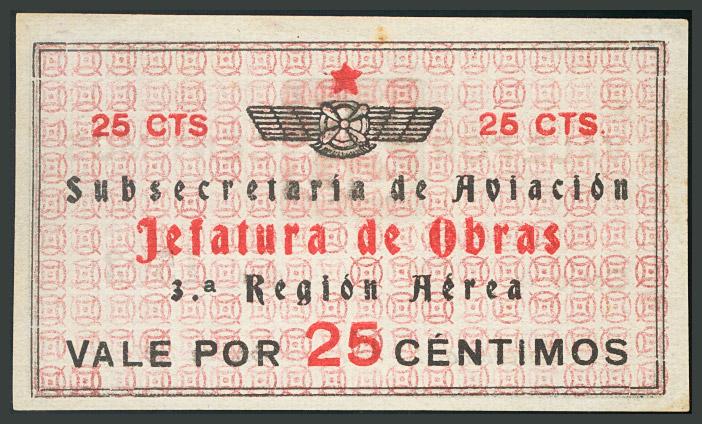 25 CTS 25 CTS.
Subsecretaría de Aviación
Jefatura de Obras
3.ª Región Aérea
VALE POR 25 CÉNTIMOS